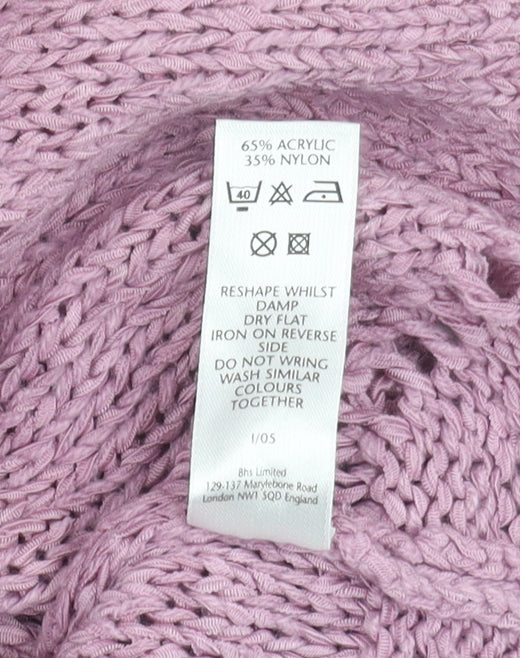 65% ACRYLIC
35% NYLON
40
RESHAPE WHILST
DAMP
DRY FLAT
IRON ON REVERSE
SIDE
DO NOT WRING
WASH SIMILAR
COLOURS
TOGETHER
I/05
Bhs Limited
129-137 Marylebone Road
London NW1 5QD England